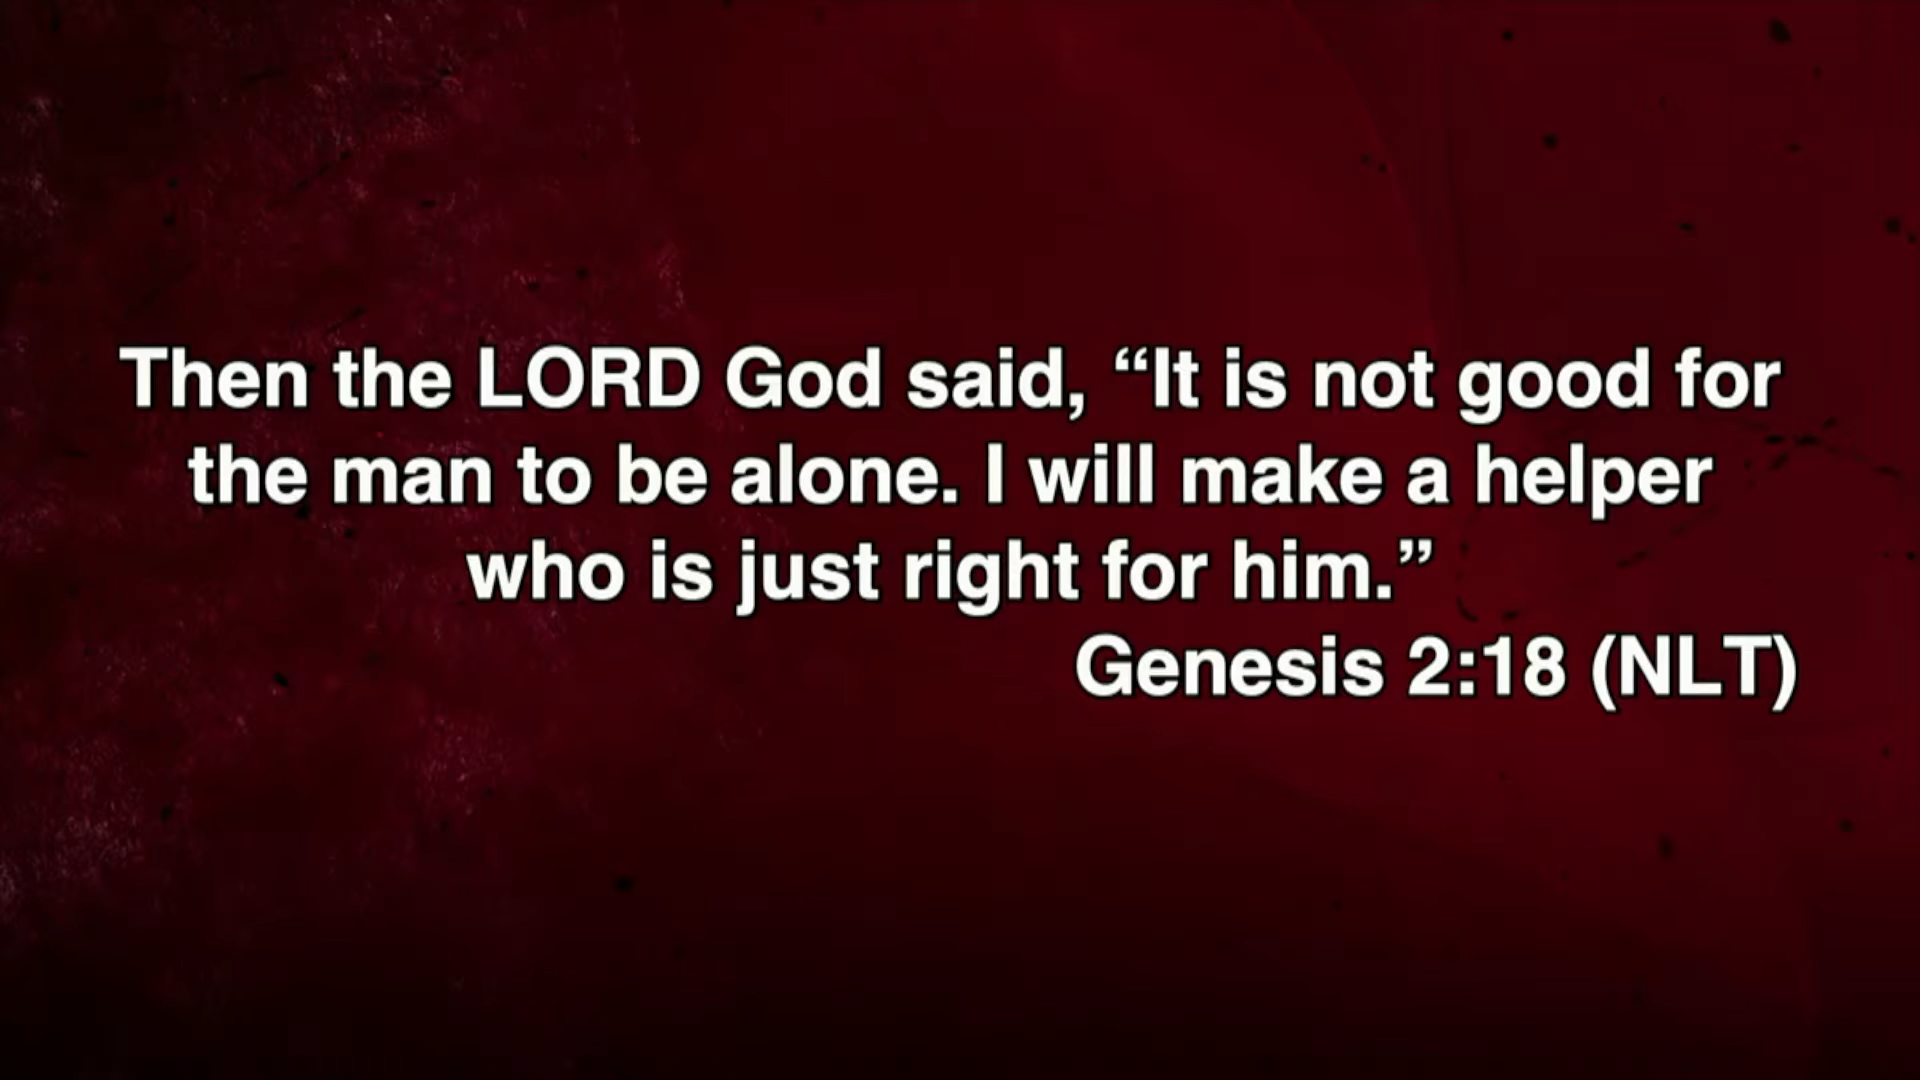 Then the LORD God said, “It is not good for
the man to be alone. I will make a helper
who is just right for him.”
Genesis 2:18 (NLT)